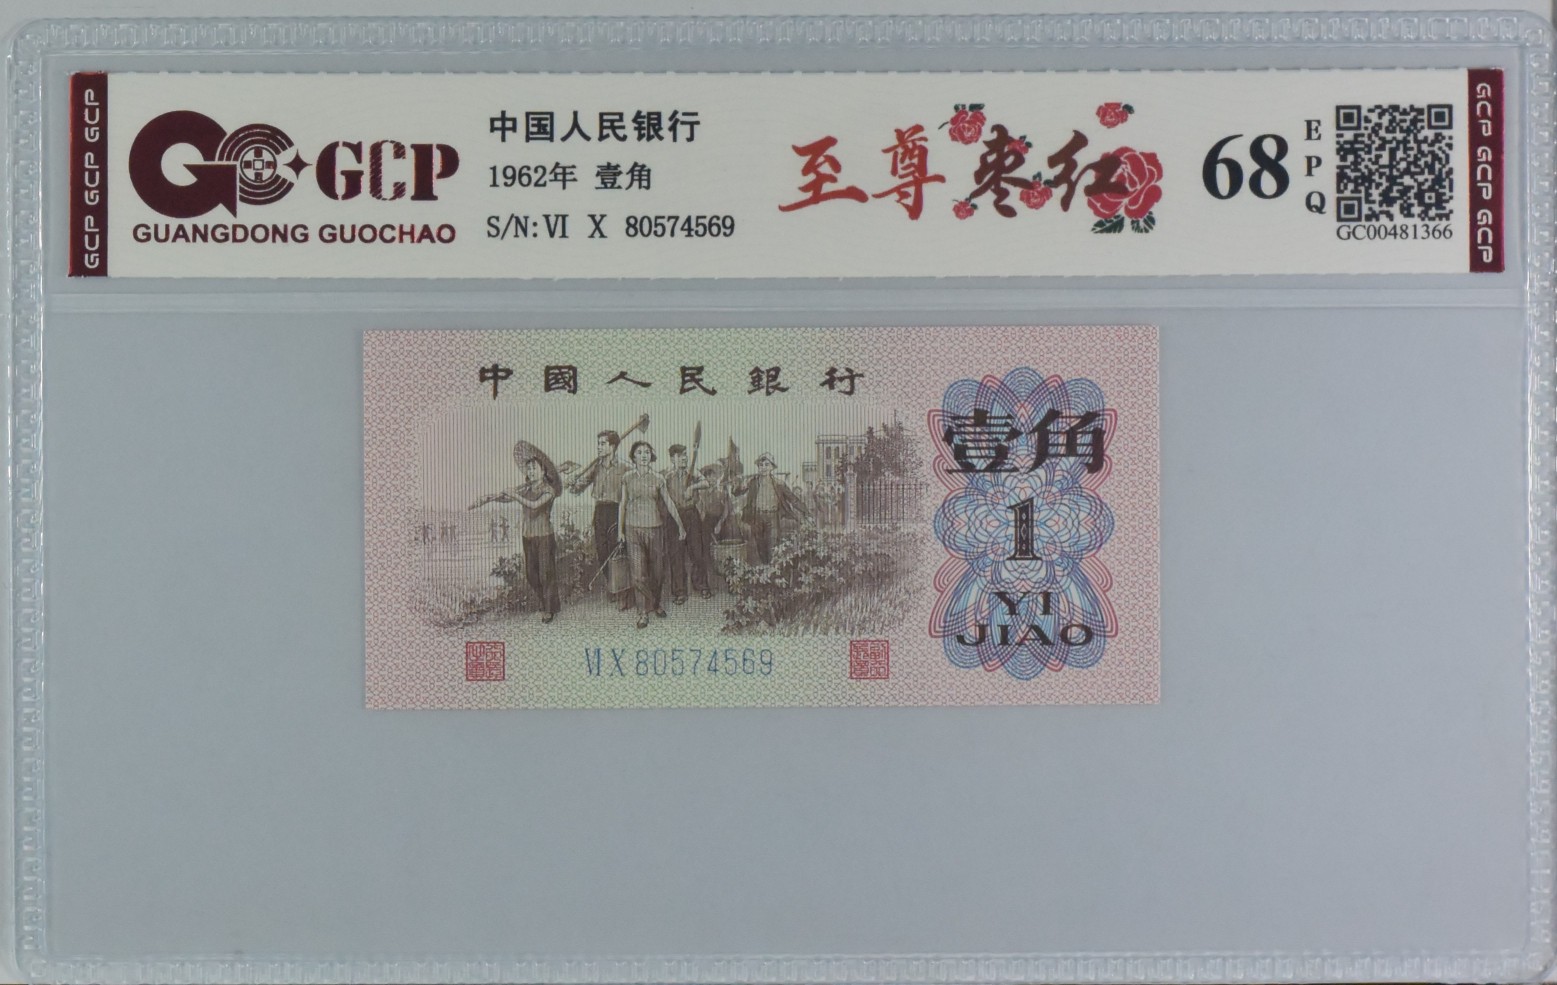 GCP GCP GCP
GCP
GUANGDONG GUOCHAO
中国人民银行
1962年 壹角
S/N: VI X 80574569
至尊枣红
68
EPQ
GC00481366
GCP GCP GCP
中國人民銀行
壹角
1
YI
JIAO
VI X 80574569